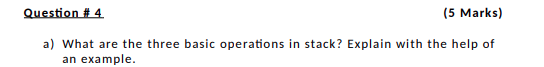 Question # 4 (5 Marks)
a) What are the three basic operations in stack? Explain with the help of
an example.